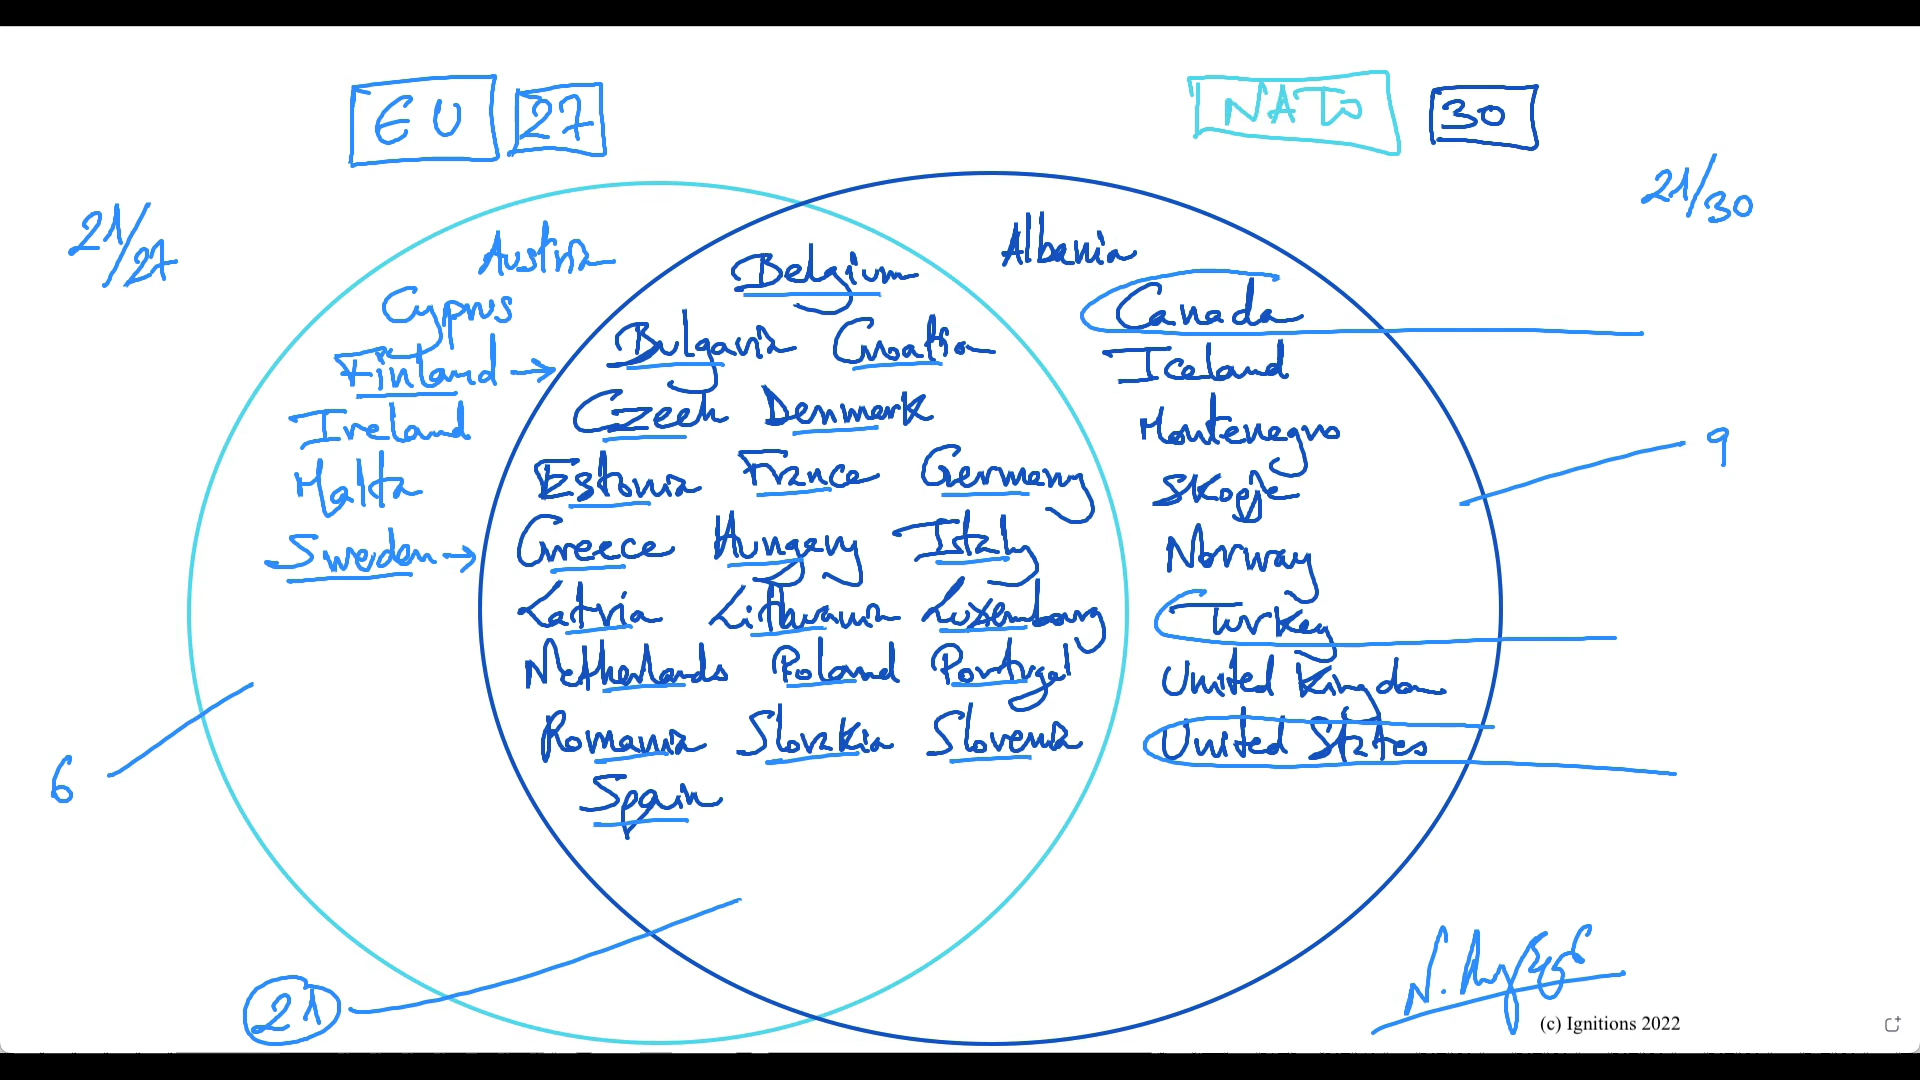 EU 27
NATO 30
21/27
21/30
Austria
Cyprus
Finland →
Ireland
Malta
Sweden →
Belgium
Bulgaria Croatia
Czech Denmark
Estonia France Germany
Greece Hungary Italy
Latvia Lithuania Luxembourg
Netherlands Poland Portugal
Romania Slovakia Slovenia
Spain
Albania
Canada
Iceland
Montenegro
Skopje
Norway
Turkey
United Kingdom
United States
9
6
21
(c) Ignitions 2022